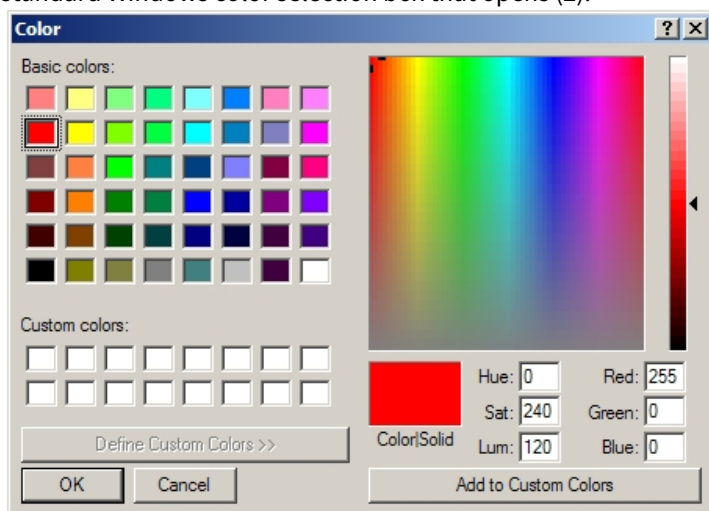 standard Windows color selection box that opens (2).
Color
Basic colors:
Custom colors:
Define Custom Colors >>
OK Cancel
Color|Solid
Hue: 0 Red: 255
Sat: 240 Green: 0
Lum: 120 Blue: 0
Add to Custom Colors